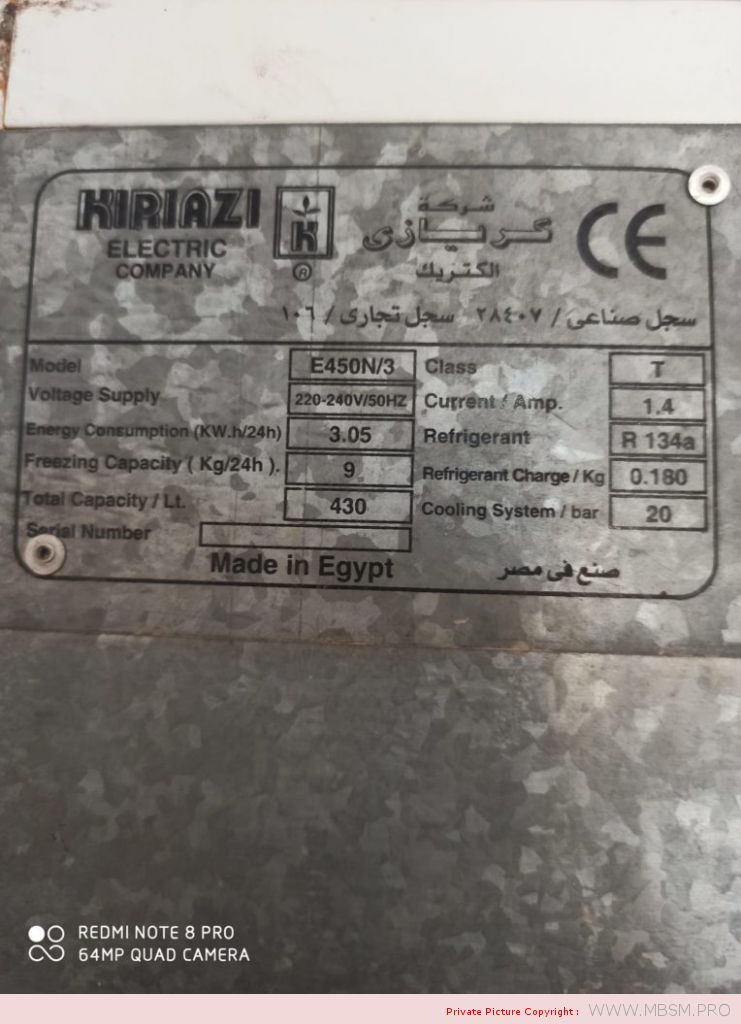 KIRIAZI
ELECTRIC
COMPANY
K
®
شركة
كريازى
الكتريك
CE
سجل صناعى / ٢٨٤٠٧ سجل تجارى / ١٠٦
Model E450N/3 Class T
Voltage Supply 220-240V/50HZ Current / Amp. 1.4
Energy Consumption (KW.h/24h) 3.05 Refrigerant R 134a
Freezing Capacity ( Kg/24h ). 9 Refrigerant Charge / Kg 0.180
Total Capacity / Lt. 430 Cooling System / bar 20
Serial Number
Made in Egypt صنع فى مصر
REDMI NOTE 8 PRO
64MP QUAD CAMERA
Private Picture Copyright : WWW.MBSM.PRO